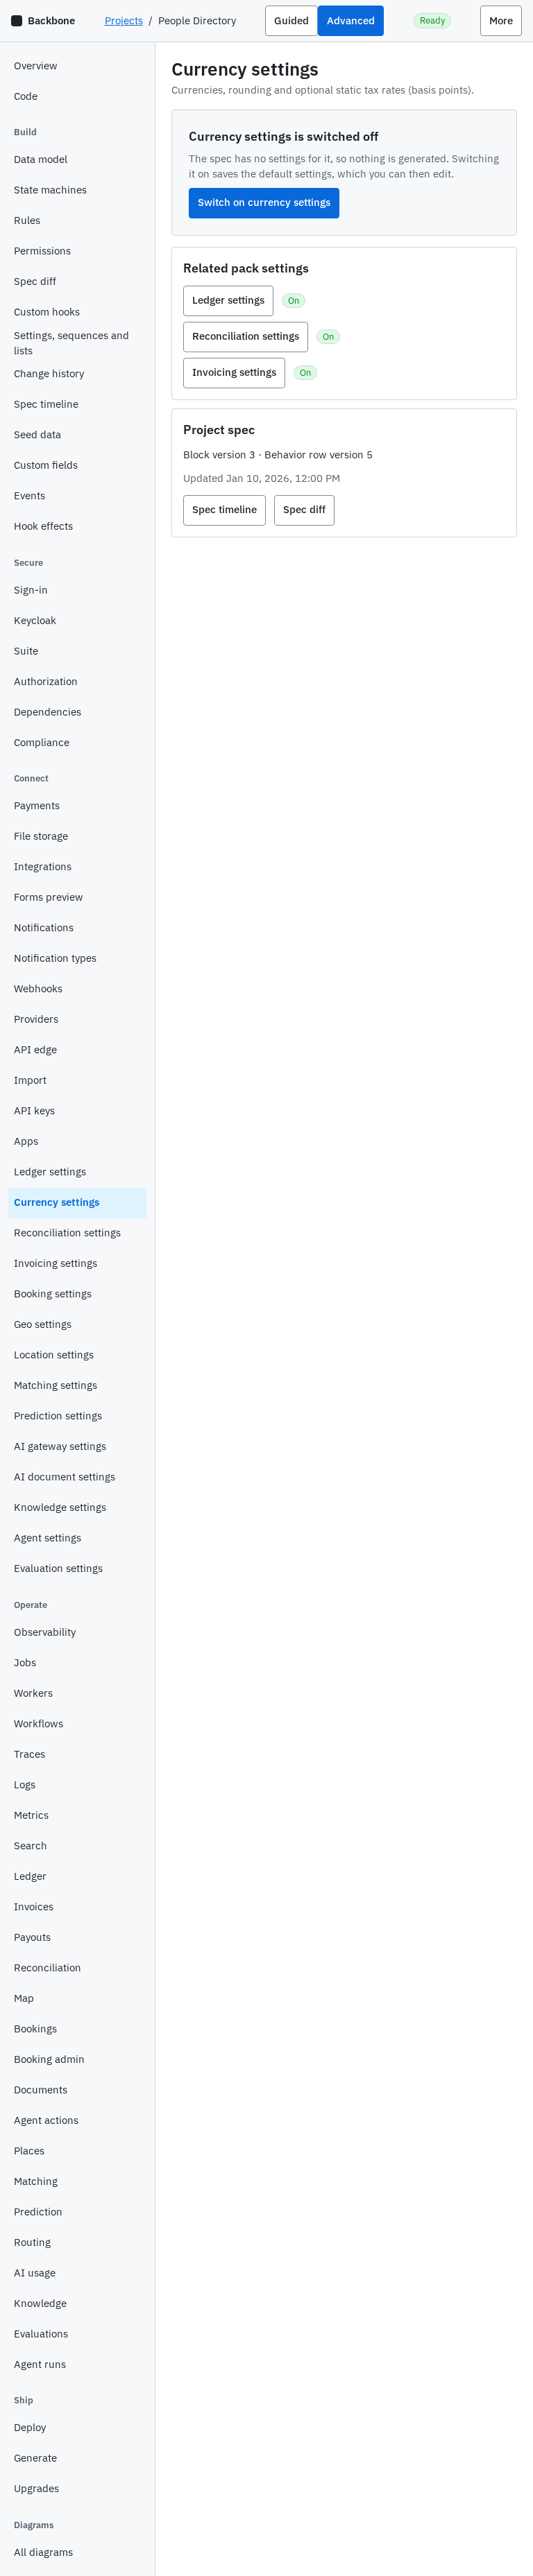 Backbone
Projects / People Directory
Guided
Advanced
Ready
More
Overview
Code
Build
Data model
State machines
Rules
Permissions
Spec diff
Custom hooks
Settings, sequences and
lists
Change history
Spec timeline
Seed data
Custom fields
Events
Hook effects
Secure
Sign-in
Keycloak
Suite
Authorization
Dependencies
Compliance
Connect
Payments
File storage
Integrations
Forms preview
Notifications
Notification types
Webhooks
Providers
API edge
Import
API keys
Apps
Ledger settings
Currency settings
Reconciliation settings
Invoicing settings
Booking settings
Geo settings
Location settings
Matching settings
Prediction settings
AI gateway settings
AI document settings
Knowledge settings
Agent settings
Evaluation settings
Operate
Observability
Jobs
Workers
Workflows
Traces
Logs
Metrics
Search
Ledger
Invoices
Payouts
Reconciliation
Map
Bookings
Booking admin
Documents
Agent actions
Places
Matching
Prediction
Routing
AI usage
Knowledge
Evaluations
Agent runs
Ship
Deploy
Generate
Upgrades
Diagrams
All diagrams
Currency settings
Currencies, rounding and optional static tax rates (basis points).
Currency settings is switched off
The spec has no settings for it, so nothing is generated. Switching
it on saves the default settings, which you can then edit.
Switch on currency settings
Related pack settings
Ledger settings On
Reconciliation settings On
Invoicing settings On
Project spec
Block version 3 · Behavior row version 5
Updated Jan 10, 2026, 12:00 PM
Spec timeline
Spec diff